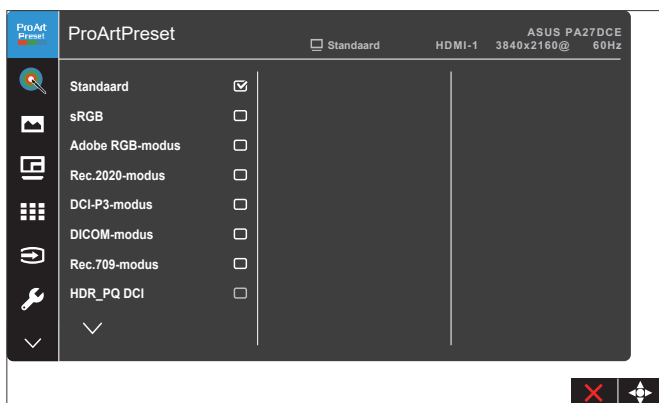 ProArt
Preset
ProArtPreset
ASUS PA27DCE
Standaard HDMI-1 3840x2160@ 60Hz
Standaard
sRGB
Adobe RGB-modus
Rec.2020-modus
DCI-P3-modus
DICOM-modus
Rec.709-modus
HDR_PQ DCI